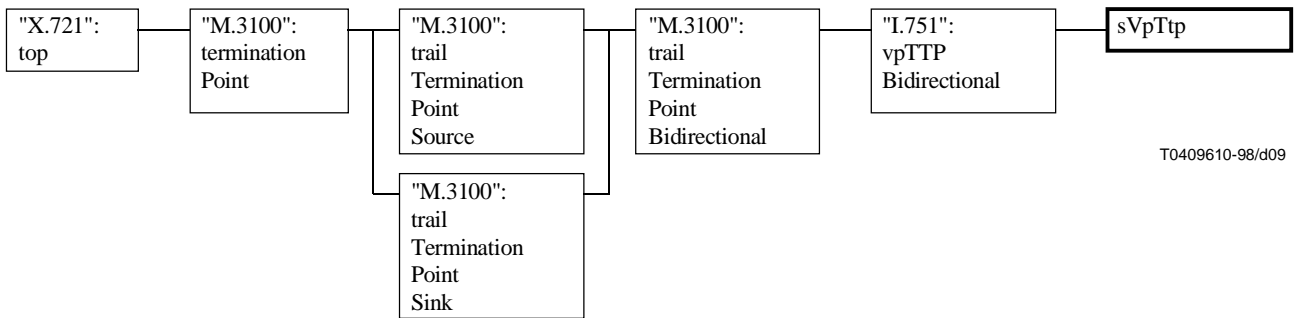 "X.721":
top
"M.3100":
termination
Point
"M.3100":
trail
Termination
Point
Source
"M.3100":
trail
Termination
Point
Bidirectional
"I.751":
vpTTP
Bidirectional
sVpTtp
T0409610-98/d09
"M.3100":
trail
Termination
Point
Sink